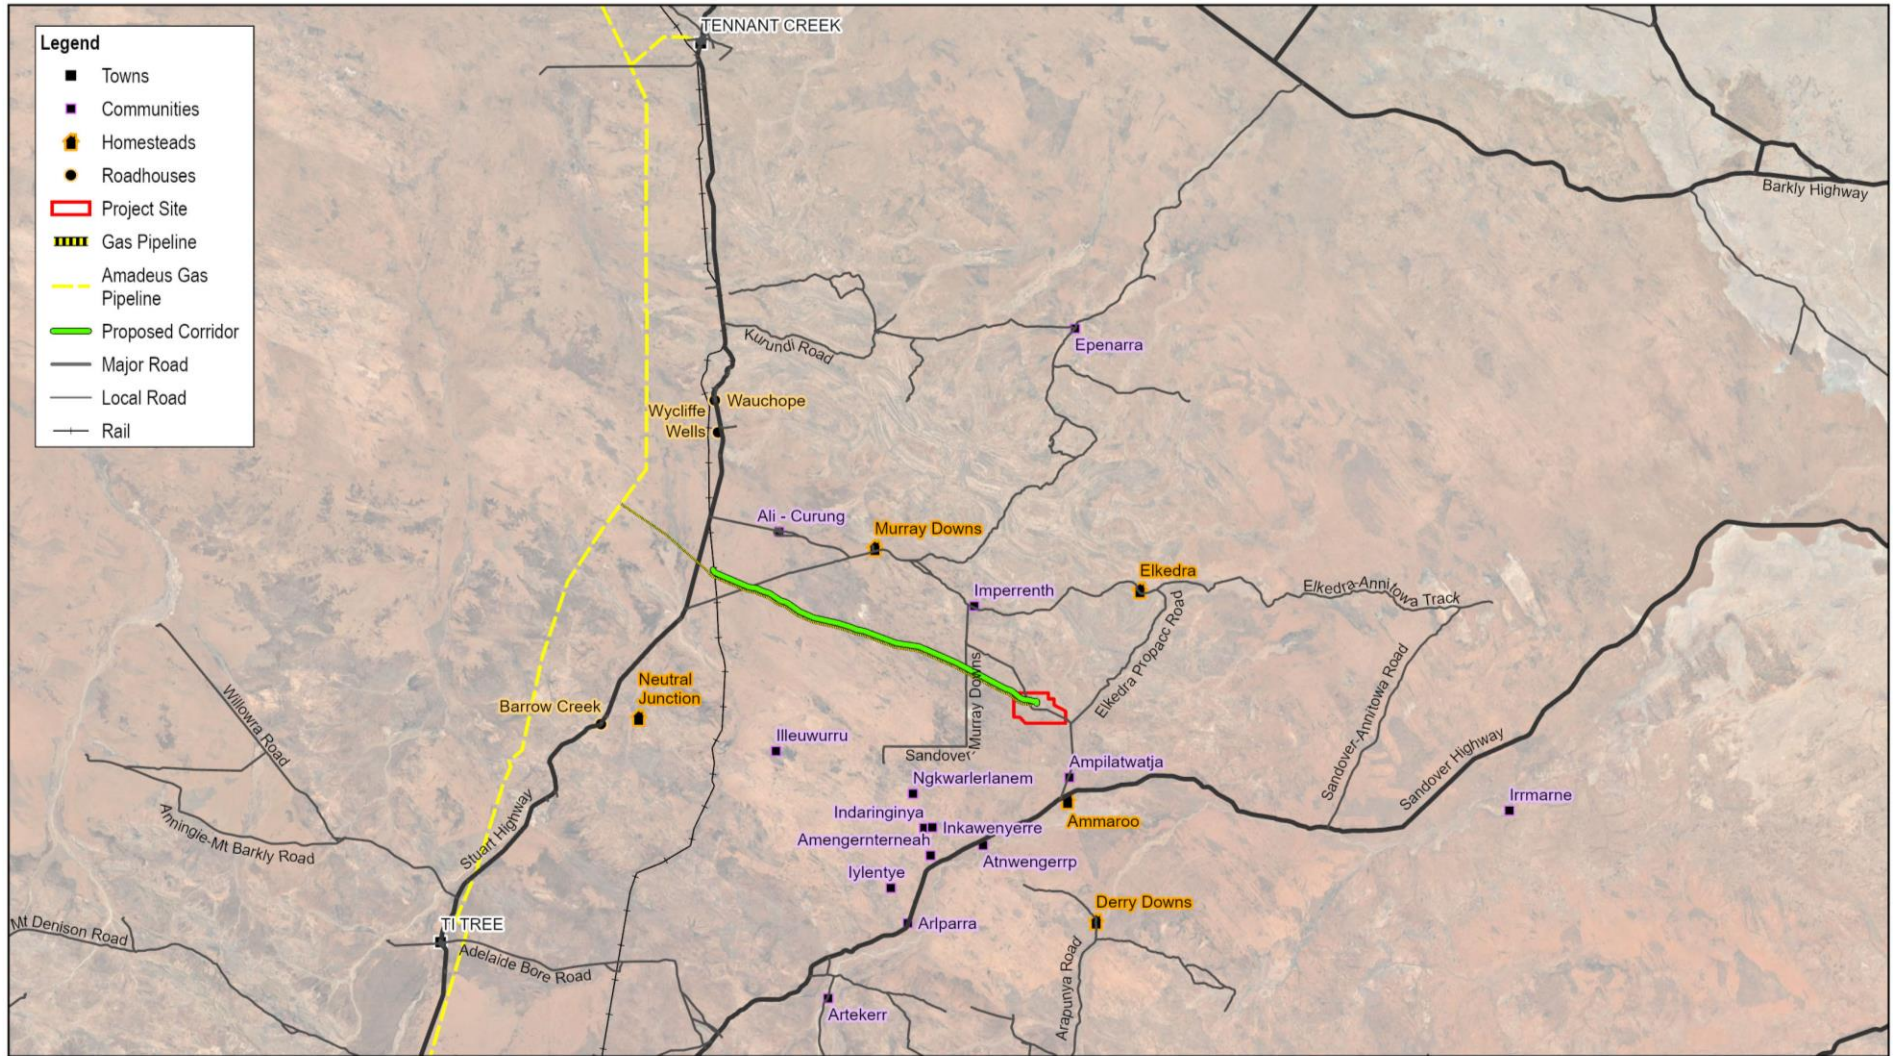 Legend
Towns
Communities
Homesteads
Roadhouses
Project Site
Gas Pipeline
Amadeus Gas
Pipeline
Proposed Corridor
Major Road
Local Road
Rail
TENNANT CREEK
Barkly Highway
Kurundi Road
Epenarra
Wauchope
Wycliffe
Wells
Ali - Curung
Murray Downs
Elkedra
Imperrenth
Elkedra-Annitowa Track
Elkedra Propacc Road
Sandover-Annitowa Road
Neutral
Junction
Barrow Creek
Willowra Road
Illeuwurru
Sandover-Murray Downs
Ampilatwatja
Ngkwarlerlanem
Sandover Highway
Irrmarne
Indaringinya
Inkawenyerre
Ammaroo
Amengernterneah
Atnwengerrp
Stuart Highway
Anningie-Mt Barkly Road
Iylentye
Derry Downs
Arlparra
TI TREE
Mt Denison Road
Adelaide Bore Road
Arapunya Road
Artekerr